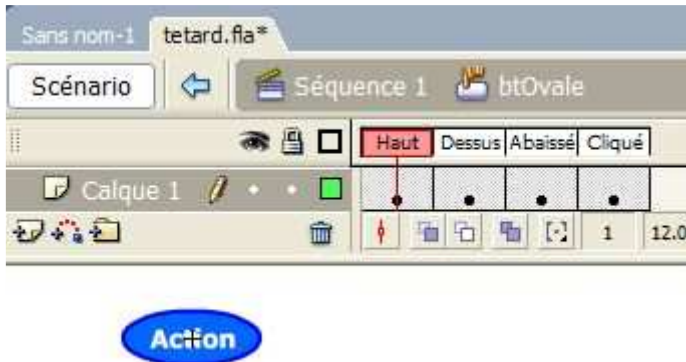 Sans nom-1 tetard.fla*
Scénario Séquence 1 btOvale
Haut Dessus Abaissé Cliqué
Calque 1
1 12.0
Action